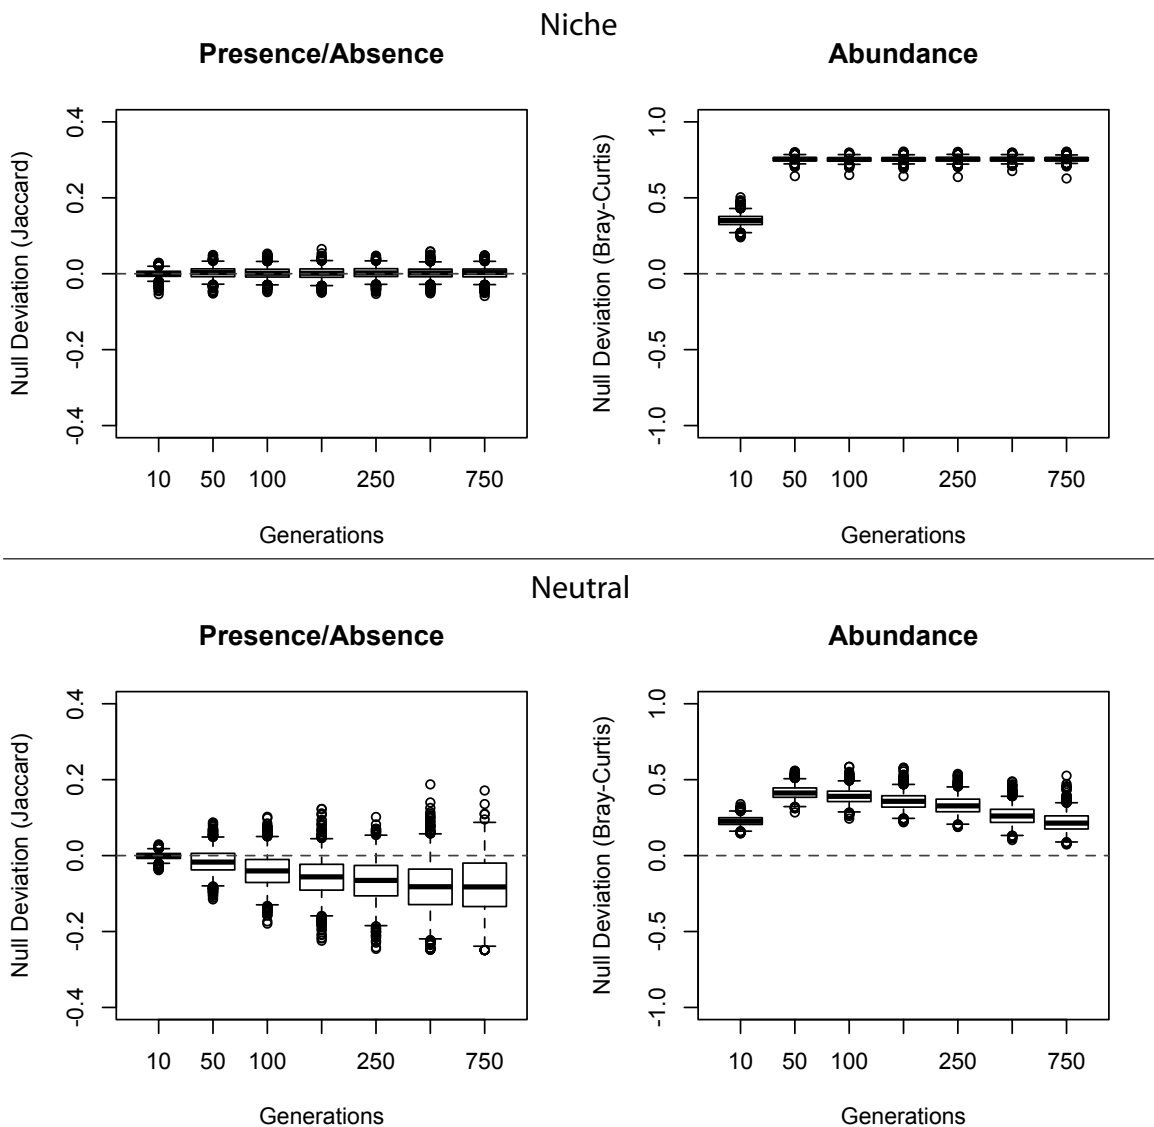 Niche
Presence/Absence
Abundance
Null Deviation (Jaccard)
0.4
0.2
0.0
-0.2
-0.4
10 50 100 250 750
Generations
Null Deviation (Bray-Curtis)
1.0
0.5
0.0
-0.5
-1.0
10 50 100 250 750
Generations
Neutral
Presence/Absence
Abundance
Null Deviation (Jaccard)
0.4
0.2
0.0
-0.2
-0.4
10 50 100 250 750
Generations
Null Deviation (Bray-Curtis)
1.0
0.5
0.0
-0.5
-1.0
10 50 100 250 750
Generations